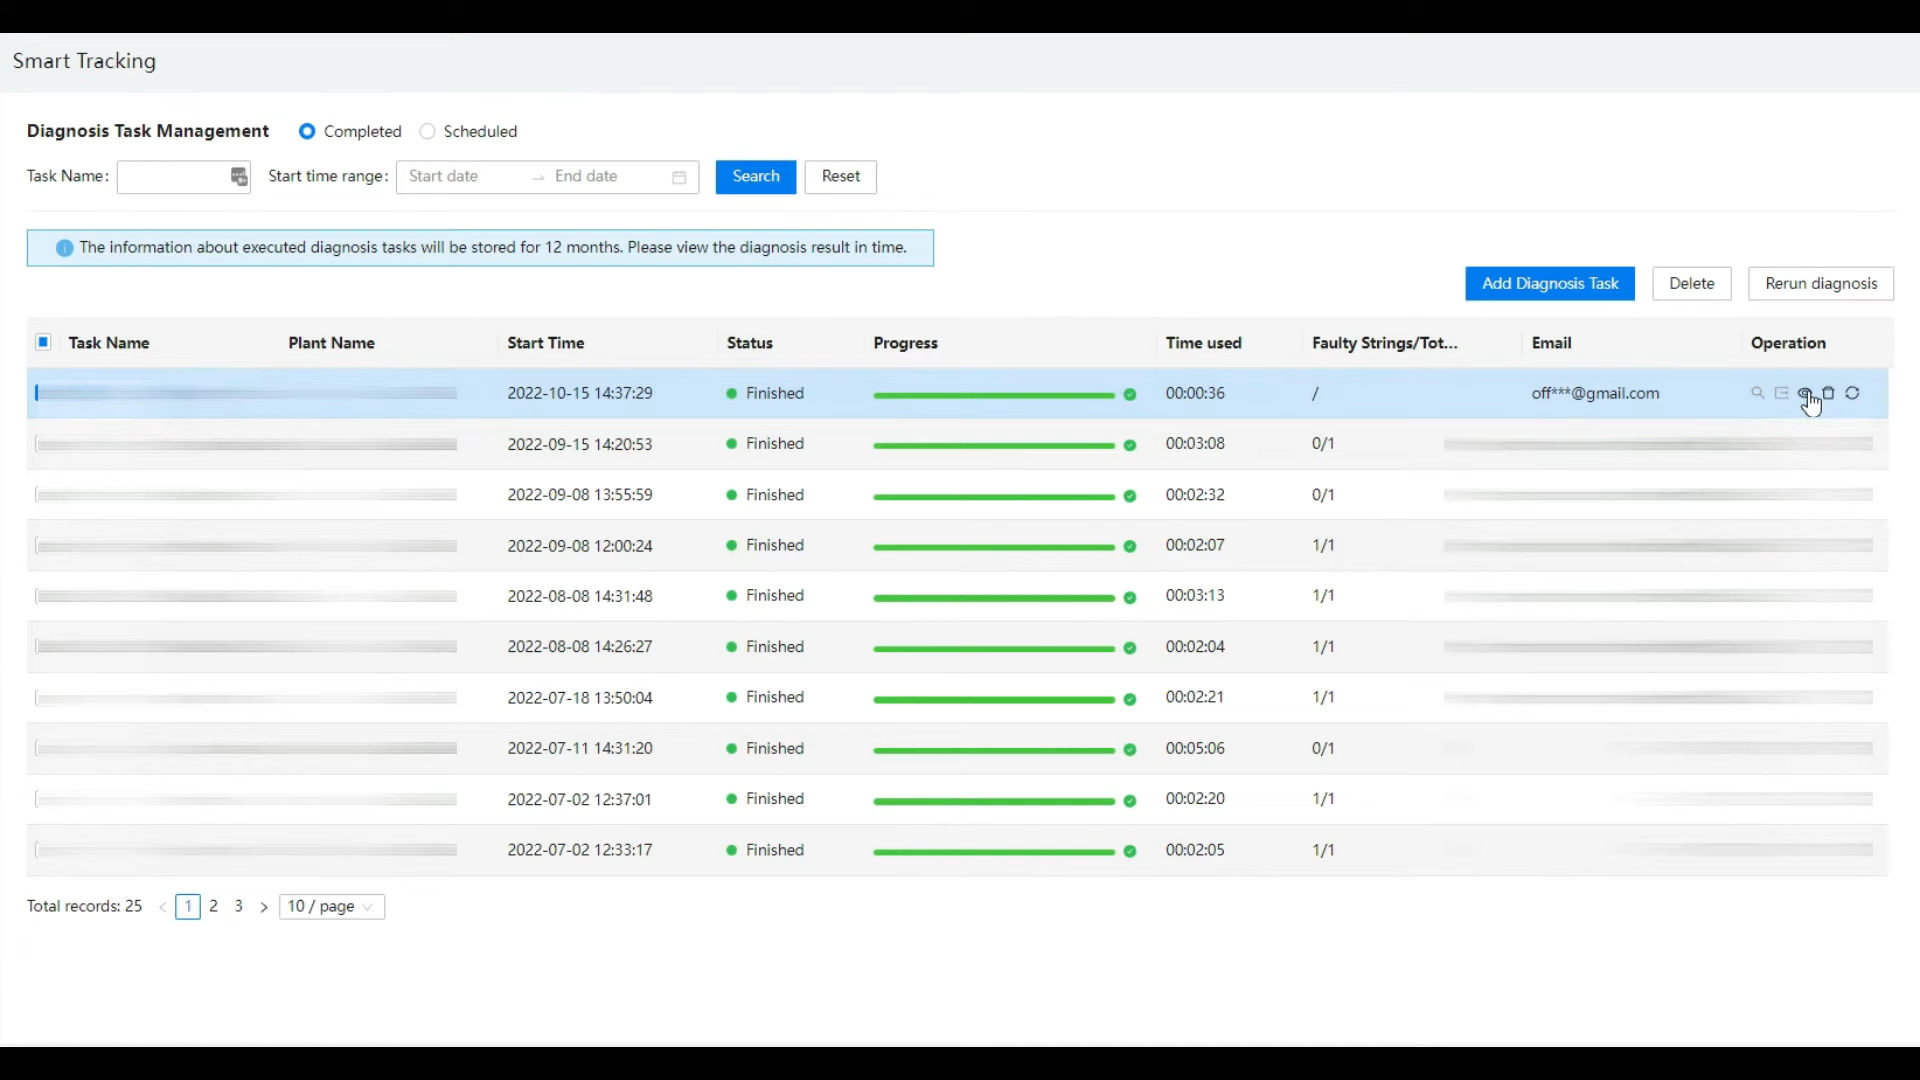 Smart Tracking
Diagnosis Task Management Completed Scheduled
Task Name: Start time range: Start date End date Search Reset
The information about executed diagnosis tasks will be stored for 12 months. Please view the diagnosis result in time.
Add Diagnosis Task Delete Rerun diagnosis
Task Name Plant Name Start Time Status Progress Time used Faulty Strings/Tot... Email Operation
2022-10-15 14:37:29 Finished 00:00:36 / off***@gmail.com
2022-09-15 14:20:53 Finished 00:03:08 0/1
2022-09-08 13:55:59 Finished 00:02:32 0/1
2022-09-08 12:00:24 Finished 00:02:07 1/1
2022-08-08 14:31:48 Finished 00:03:13 1/1
2022-08-08 14:26:27 Finished 00:02:04 1/1
2022-07-18 13:50:04 Finished 00:02:21 1/1
2022-07-11 14:31:20 Finished 00:05:06 0/1
2022-07-02 12:37:01 Finished 00:02:20 1/1
2022-07-02 12:33:17 Finished 00:02:05 1/1
Total records: 25 < 1 2 3 > 10 / page